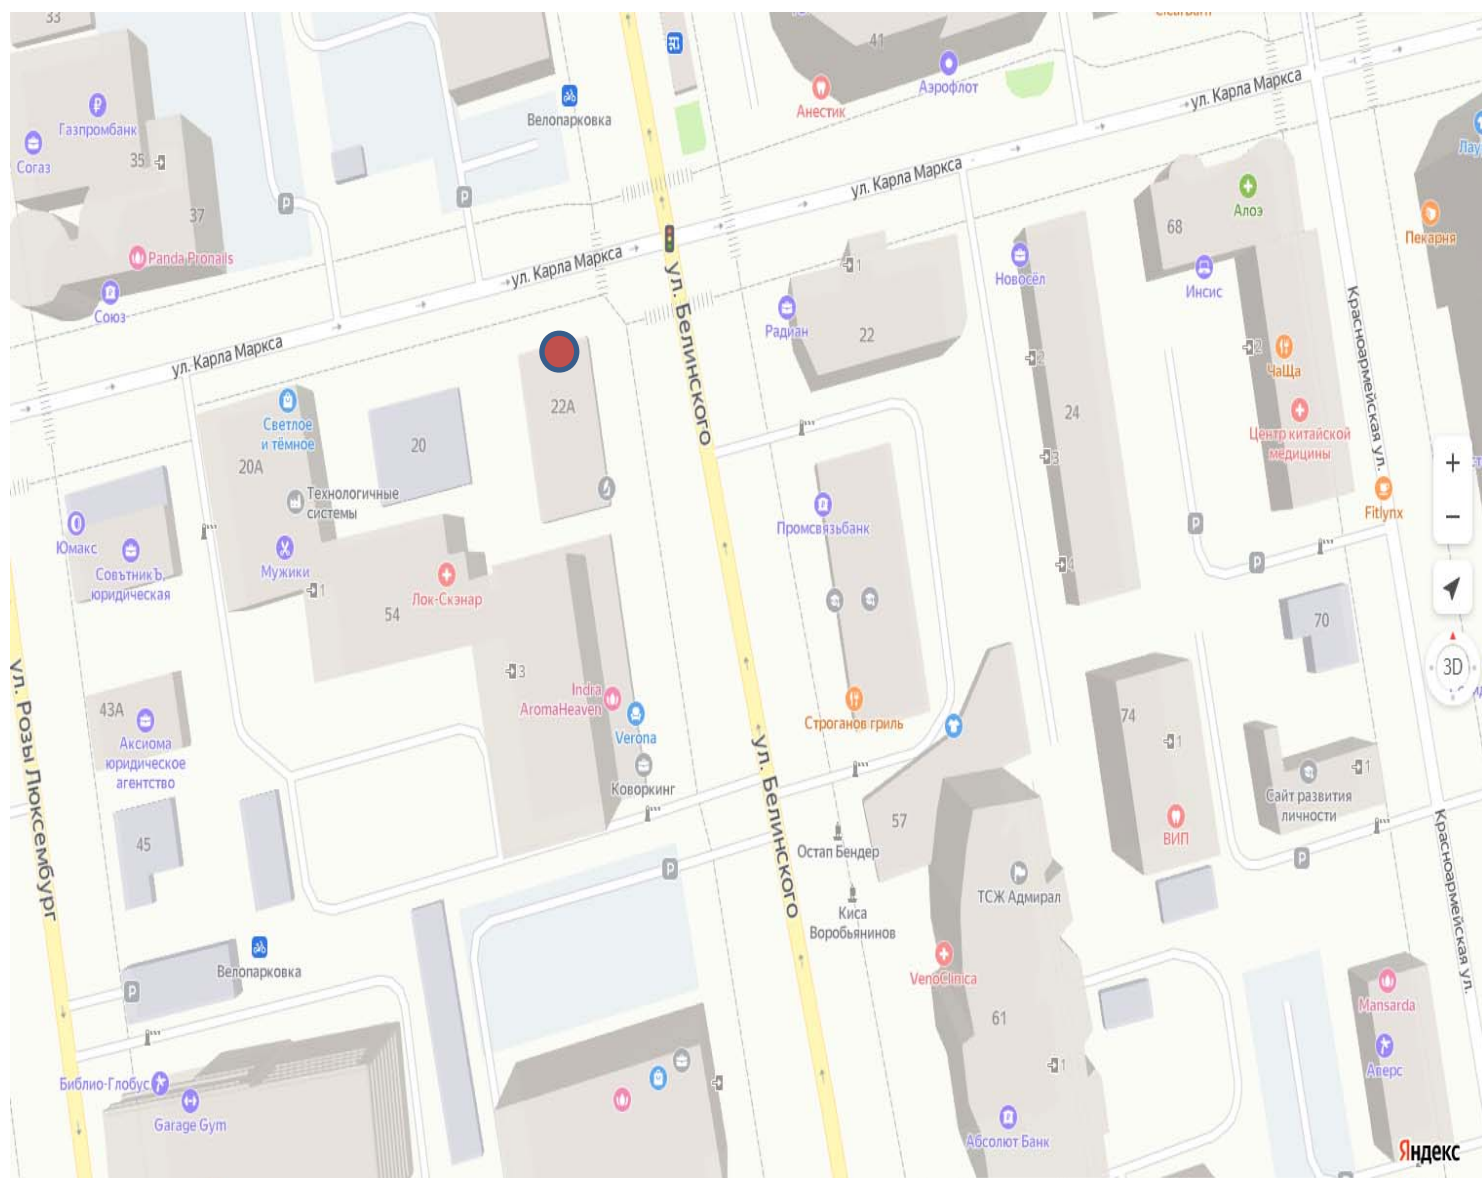 33
41
Анестик
Аэрофлот
Велопарковка
ул. Карла Маркса
Газпромбанк
Согаз
35
37
Panda Pronails
Союз
ул. Карла Маркса
ул. Карла Маркса
ул. Карла Маркса
68
Алоэ
Пекарня
Лау
Новосёл
Инсис
1
Радиан
22
2
2
ЧаЩа
Красноармейская ул.
ул. Белинского
22А
20
Светлое
и тёмное
20А
Технологичные
системы
24
3
4
Центр китайской
медицины
Fitlynx
Юмакс
СовътникЪ,
юридическая
Мужики
1
Лок-Скэнар
54
Промсвязьбанк
70
3D
3
Indra
AromaHeaven
Verona
Коворкинг
Строганов гриль
74
1
ВИП
1
Сайт развития
личности
43А
Аксиома
юридическое
агентство
45
ул. Розы Люксембург
ул. Белинского
57
Остап Бендер
Киса
Воробьянинов
ТСЖ Адмирал
VenoClinica
61
1
Абсолют Банк
Красноармейская ул.
Mansarda
Аверс
Велопарковка
Библио-Глобус
Garage Gym
Яндекс